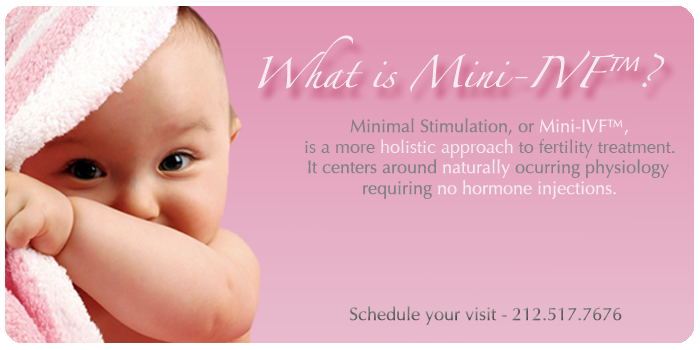 What is Mini-IVF™?
Minimal Stimulation, or Mini-IVF™,
is a more holistic approach to fertility treatment.
It centers around naturally ocurring physiology
requiring no hormone injections.
Schedule your visit - 212.517.7676